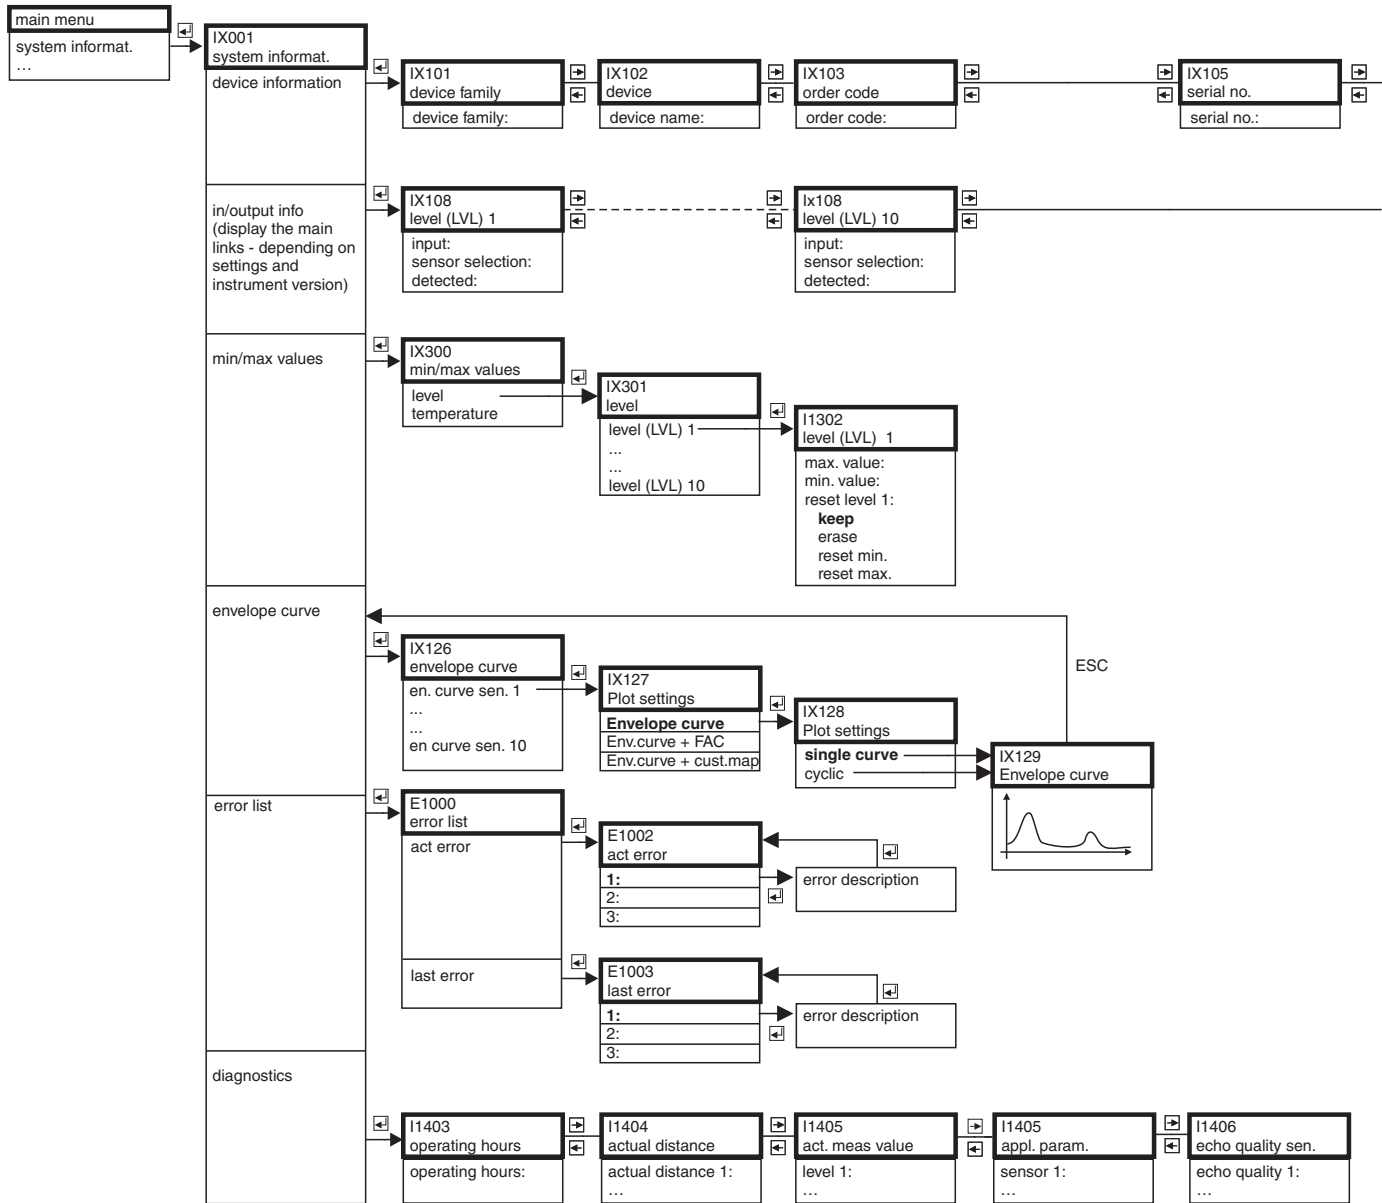 main menu
system informat.
...
IX001
system informat.
device information
IX101
device family
device family:
IX102
device
device name:
IX103
order code
order code:
IX105
serial no.
serial no.:
in/output info
(display the main
links - depending on
settings and
instrument version)
IX108
level (LVL) 1
input:
sensor selection:
detected:
Ix108
level (LVL) 10
input:
sensor selection:
detected:
min/max values
IX300
min/max values
level
temperature
IX301
level
level (LVL) 1
...
...
level (LVL) 10
I1302
level (LVL) 1
max. value:
min. value:
reset level 1:
keep
erase
reset min.
reset max.
envelope curve
IX126
envelope curve
en. curve sen. 1
...
...
en curve sen. 10
IX127
Plot settings
Envelope curve
Env.curve + FAC
Env.curve + cust.map
IX128
Plot settings
single curve
cyclic
ESC
IX129
Envelope curve
error list
E1000
error list
act error
E1002
act error
1:
2:
3:
error description
last error
E1003
last error
1:
2:
3:
error description
diagnostics
I1403
operating hours
operating hours:
I1404
actual distance
actual distance 1:
...
I1405
act. meas value
level 1:
...
I1405
appl. param.
sensor 1:
...
I1406
echo quality sen.
echo quality 1:
...